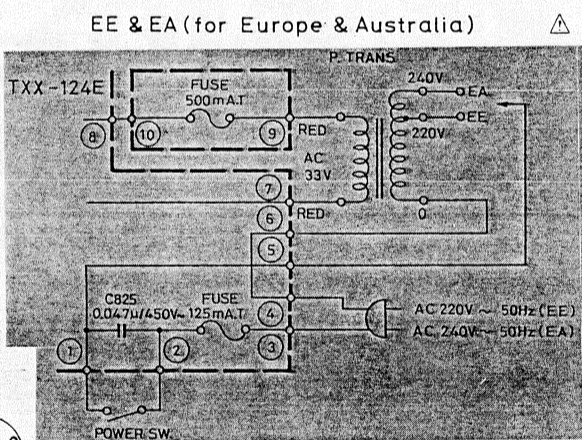 EE & EA (for Europe & Australia)
P. TRANS
TXX-124E
FUSE
500mA.T
240V
EA
EE
220V
8
10
9
RED
AC
33V
7
6
RED
0
5
C825
0.047μ/450V~
FUSE
125mA.T
4
AC 220V ~ 50Hz (EE)
AC 240V ~ 50Hz (EA)
1
2
3
POWER SW.